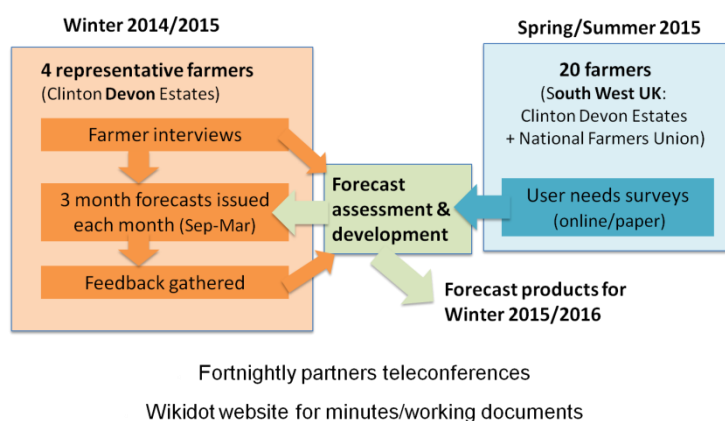 Winter 2014/2015
4 representative farmers
(Clinton Devon Estates)
Farmer interviews
3 month forecasts issued
each month (Sep-Mar)
Feedback gathered
Forecast
assessment &
development
Spring/Summer 2015
20 farmers
(South West UK:
Clinton Devon Estates
+ National Farmers Union)
User needs surveys
(online/paper)
Forecast products for
Winter 2015/2016
Fortnightly partners teleconferences
Wikidot website for minutes/working documents